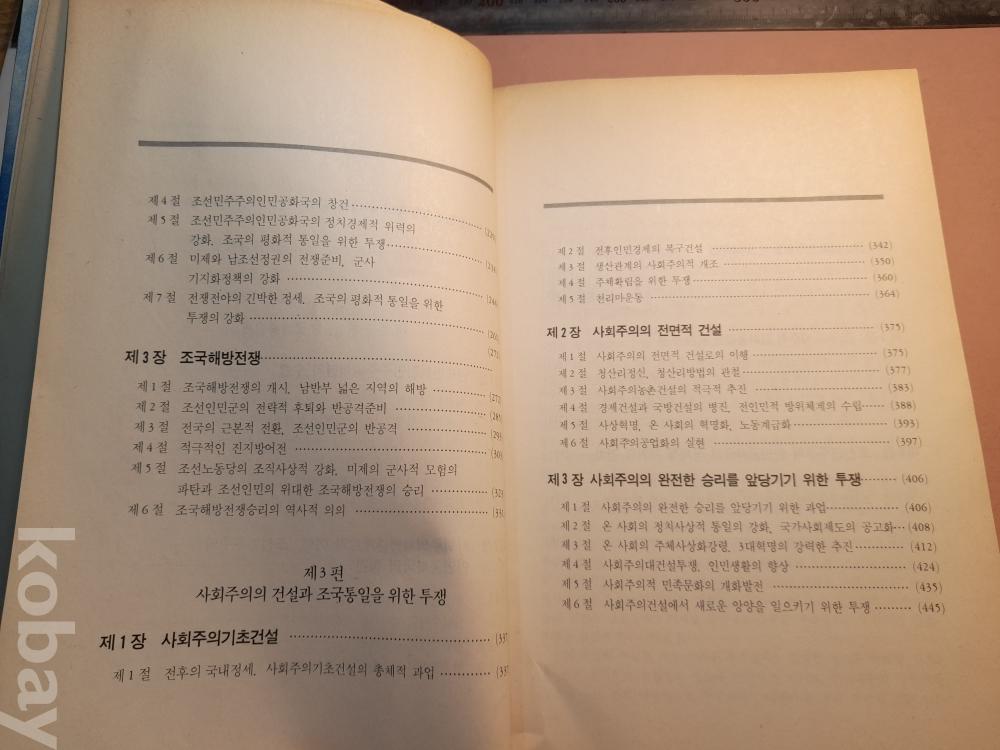 제4절 조선민주주의인민공화국의 창건
제5절 조선민주주의인민공화국의 정치경제적 위력의
강화. 조국의 평화적 통일을 위한 투쟁
제6절 미제와 남조선정권의 전쟁준비, 군사
기지화정책의 강화
제7절 전쟁전야의 긴박한 정세. 조국의 평화적 통일을 위한
투쟁의 강화
제3장 조국해방전쟁
제1절 조국해방전쟁의 개시, 남반부 넓은 지역의 해방
제2절 조선인민군의 전략적 후퇴와 반공격준비
제3절 전국의 근본적 전환, 조선인민군의 반공격
제4절 적극적인 진지방어전
제5절 조선노동당의 조직사상적 강화. 미제의 군사적 모험의
파탄과 조선인민의 위대한 조국해방전쟁의 승리
제6절 조국해방전쟁승리의 역사적 의의
제3편
사회주의의 건설과 조국통일을 위한 투쟁
제1장 사회주의기초건설
제1절 전후의 국내정세. 사회주의기초건설의 총체적 과업
제2절 전후인민경제의 복구건설 (342)
제3절 생산관계의 사회주의적 개조 (350)
제4절 주체확립을 위한 투쟁 (360)
제5절 천리마운동 (364)
제2장 사회주의의 전면적 건설 (375)
제1절 사회주의의 전면적 건설로의 이행 (375)
제2절 청산리정신, 청산리방법의 관철 (377)
제3절 사회주의농촌건설의 적극적 추진 (383)
제4절 경제건설과 국방건설의 병진, 전인민적 방위체계의 수립 (388)
제5절 사상혁명, 온 사회의 혁명화, 노동계급화 (393)
제6절 사회주의공업화의 실현 (397)
제3장 사회주의의 완전한 승리를 앞당기기 위한 투쟁 (406)
제1절 사회주의의 완전한 승리를 앞당기기 위한 과업 (406)
제2절 온 사회의 정치사상적 통일의 강화, 국가사회제도의 공고화 (408)
제3절 온 사회의 주체사상화강령, 3대혁명의 강력한 추진 (412)
제4절 사회주의대건설투쟁, 인민생활의 향상 (424)
제5절 사회주의적 민족문화의 개화발전 (435)
제6절 사회주의건설에서 새로운 앙양을 일으키기 위한 투쟁 (445)
kobay